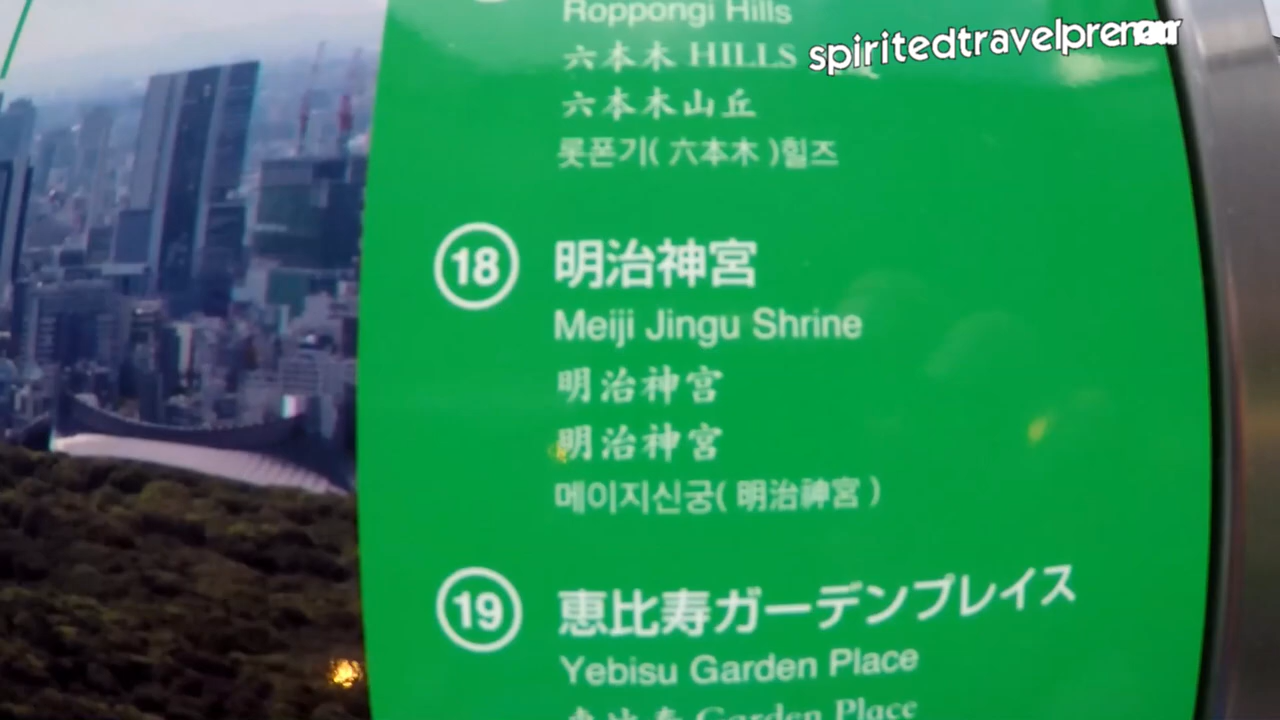 Roppongi Hills
六本木 HILLS
六本木山丘
롯폰기( 六本木 )힐즈
18 明治神宮
Meiji Jingu Shrine
明治神宫
明治神宮
메이지신궁( 明治神宮 )
19 恵比寿ガーデンプレイス
Yebisu Garden Place
Garden Place